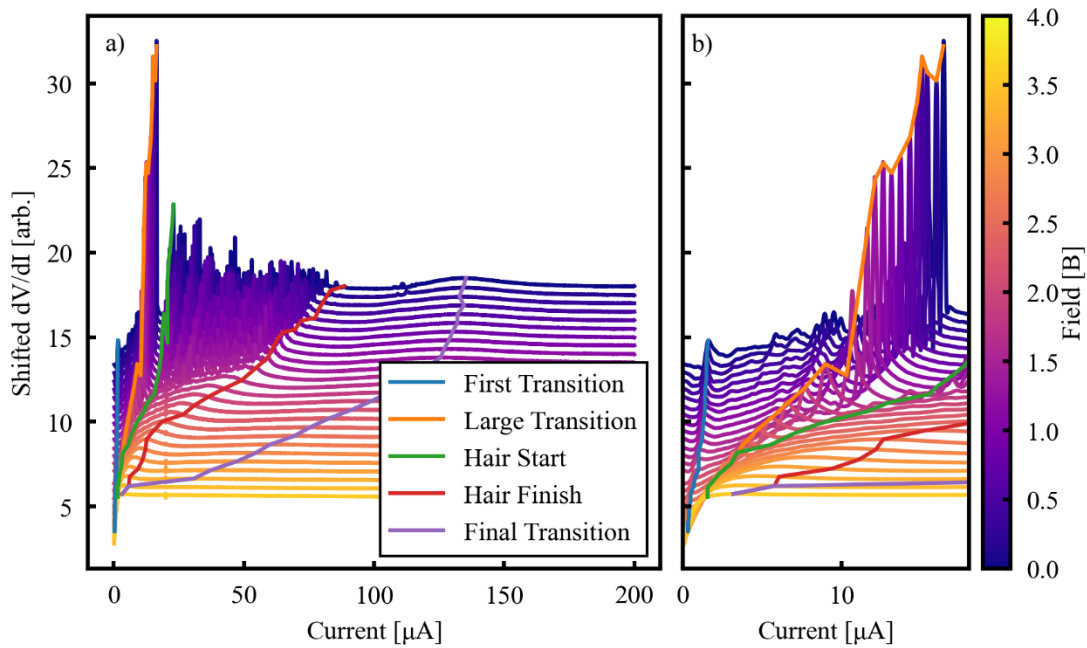 a)
b)
Shifted dV/dI [arb.]
30
25
20
15
10
5
0
50
100
150
200
Current [μA]
First Transition
Large Transition
Hair Start
Hair Finish
Final Transition
0
10
Current [μA]
4.0
3.5
3.0
2.5
2.0
1.5
1.0
0.5
0.0
Field [B]